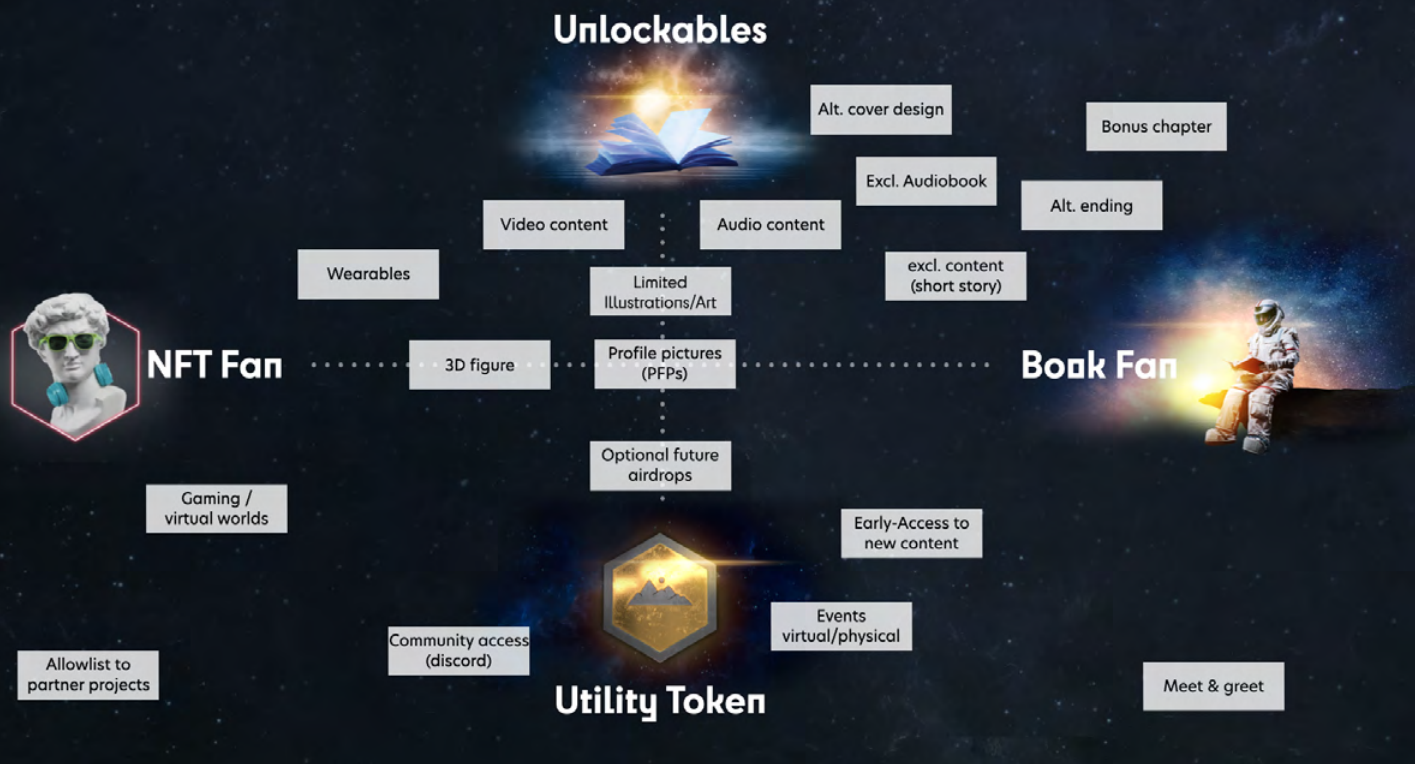 Unlockables
Alt. cover design
Bonus chapter
Excl. Audiobook
Alt. ending
Video content
Audio content
Wearables
excl. content
(short story)
Limited
Illustrations/Art
NFT Fan
3D figure
Profile pictures
(PFPs)
Book Fan
Optional future
airdrops
Gaming /
virtual worlds
Early-Access to
new content
Events
virtual/physical
Community access
(discord)
Allowlist to
partner projects
Meet & greet
Utility Token